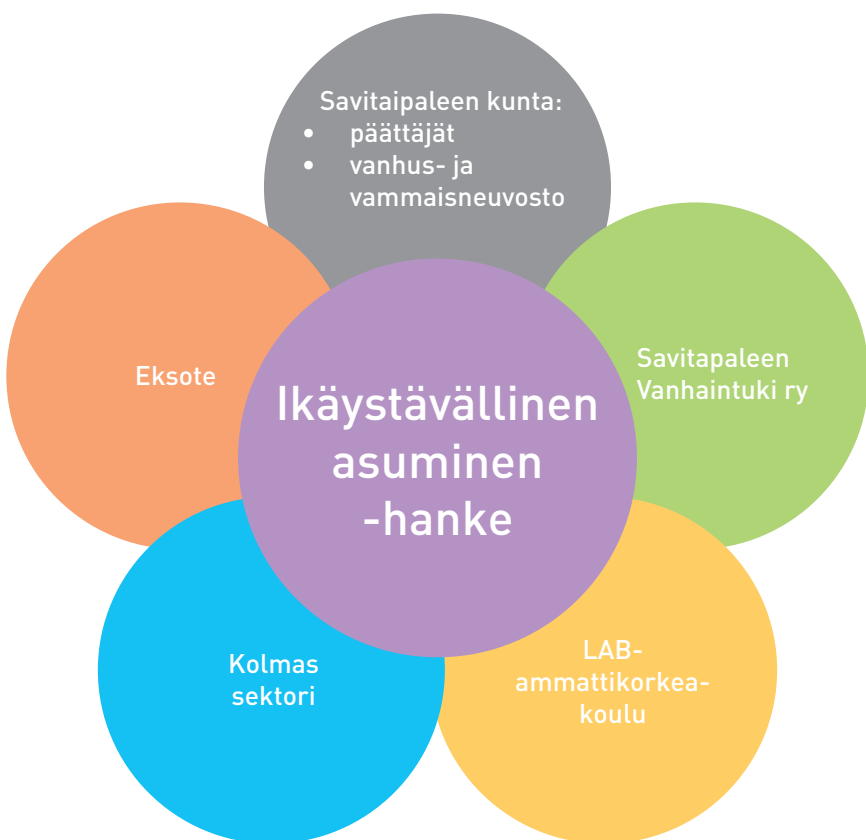 Savitaipaleen kunta:
• päättäjät
• vanhus- ja
vammaisneuvosto
Eksote
Savitapaleen
Vanhaintuki ry
Ikäystävällinen
asuminen
-hanke
Kolmas
sektori
LAB-
ammattikorkea-
koulu